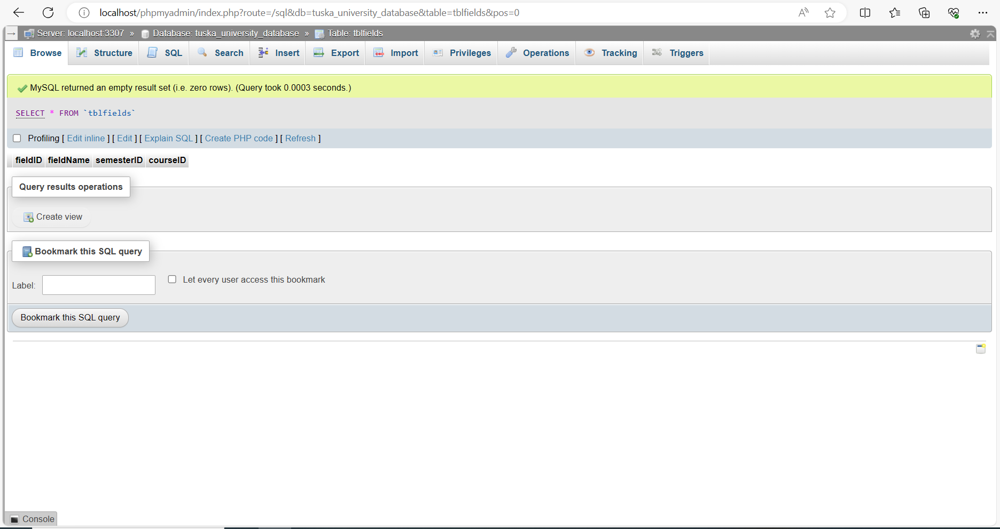 localhost/phpmyadmin/index.php?route=/sql&db=tuska_university_database&table=tblfields&pos=0
Server: localhost:3307 » Database: tuska_university_database » Table: tblfields
Browse Structure SQL Search Insert Export Import Privileges Operations Tracking Triggers
MySQL returned an empty result set (i.e. zero rows). (Query took 0.0003 seconds.)
SELECT * FROM `tblfields`
Profiling [ Edit inline ] [ Edit ] [ Explain SQL ] [ Create PHP code ] [ Refresh ]
fieldID fieldName semesterID courseID
Query results operations
Create view
Bookmark this SQL query
Label: Let every user access this bookmark
Bookmark this SQL query
Console